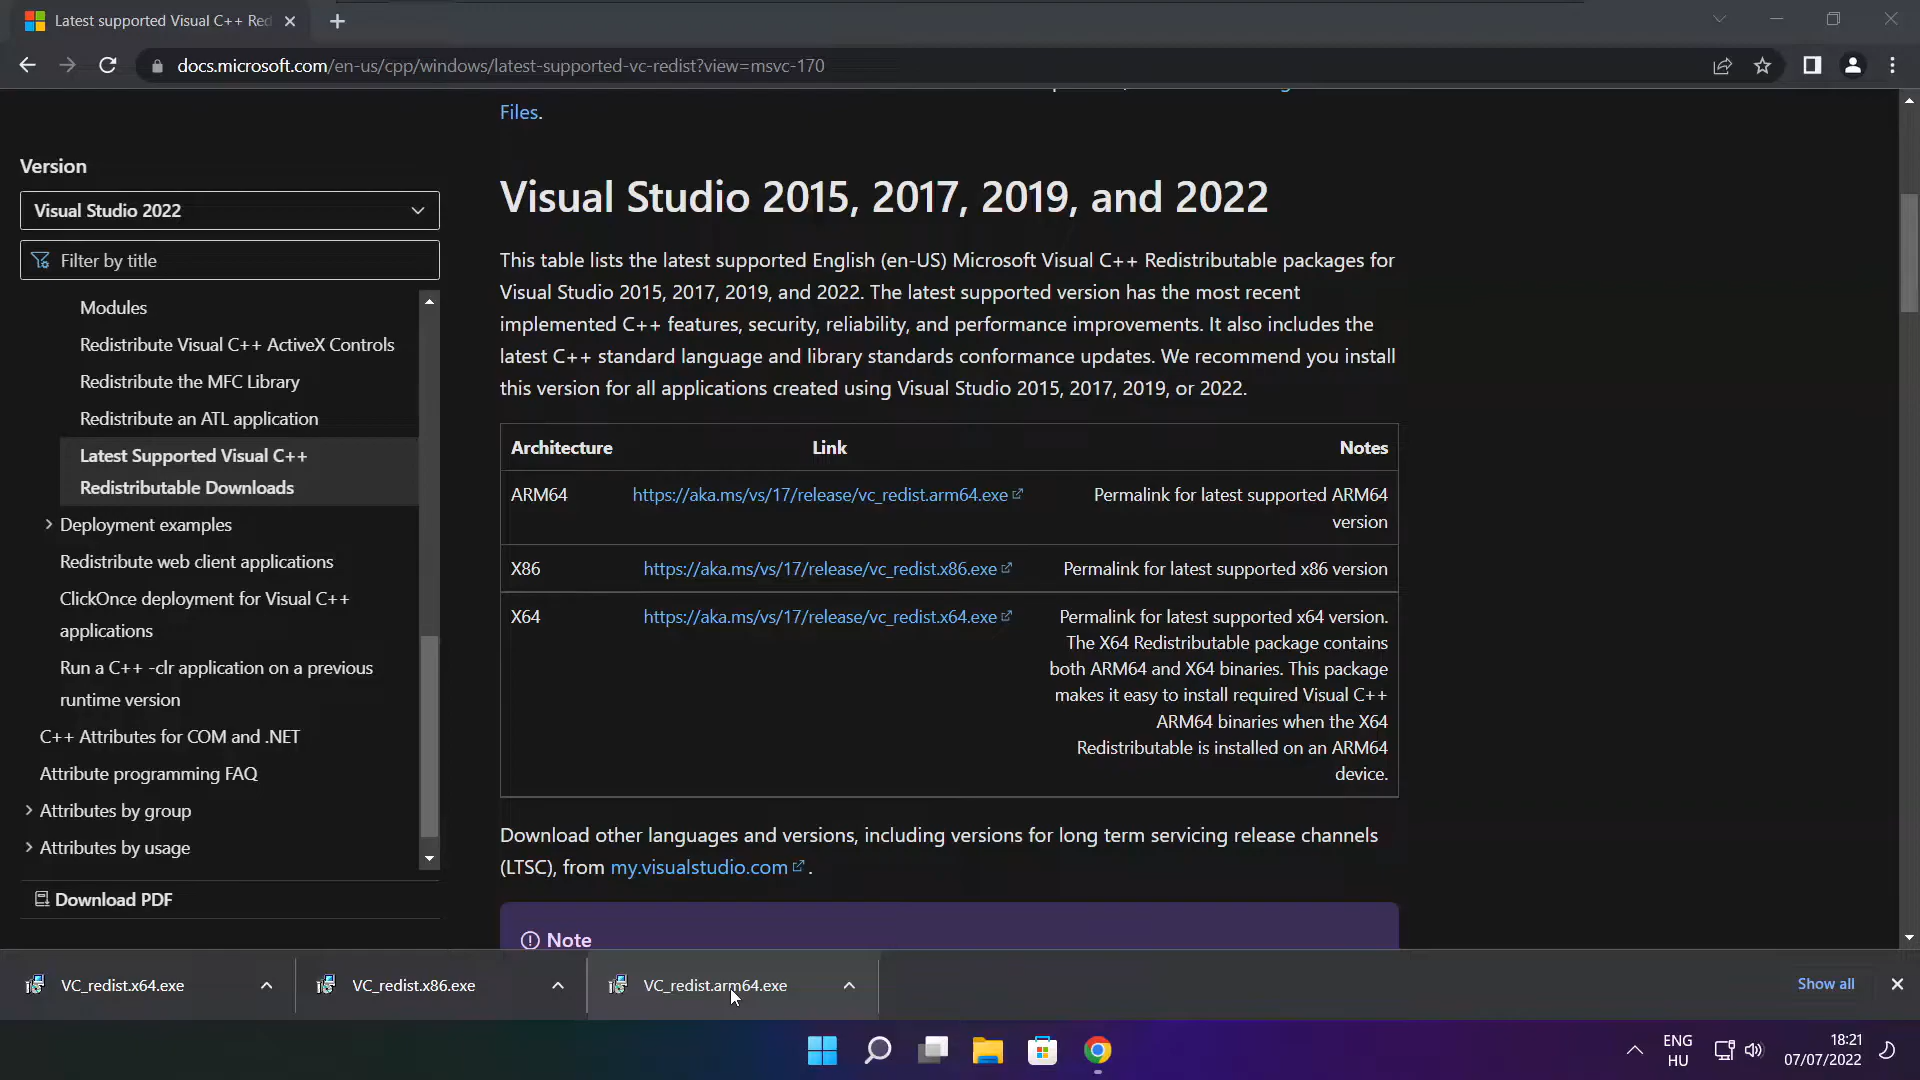 Latest supported Visual C++ Red
docs.microsoft.com/en-us/cpp/windows/latest-supported-vc-redist?view=msvc-170
Version
Visual Studio 2022
Filter by title
Modules
Redistribute Visual C++ ActiveX Controls
Redistribute the MFC Library
Redistribute an ATL application
Latest Supported Visual C++
Redistributable Downloads
Deployment examples
Redistribute web client applications
ClickOnce deployment for Visual C++
applications
Run a C++ -clr application on a previous
runtime version
C++ Attributes for COM and .NET
Attribute programming FAQ
Attributes by group
Attributes by usage
Download PDF
Files.
Visual Studio 2015, 2017, 2019, and 2022
This table lists the latest supported English (en-US) Microsoft Visual C++ Redistributable packages for
Visual Studio 2015, 2017, 2019, and 2022. The latest supported version has the most recent
implemented C++ features, security, reliability, and performance improvements. It also includes the
latest C++ standard language and library standards conformance updates. We recommend you install
this version for all applications created using Visual Studio 2015, 2017, 2019, or 2022.
Architecture Link Notes
ARM64 https://aka.ms/vs/17/release/vc_redist.arm64.exe Permalink for latest supported ARM64
version
X86 https://aka.ms/vs/17/release/vc_redist.x86.exe Permalink for latest supported x86 version
X64 https://aka.ms/vs/17/release/vc_redist.x64.exe Permalink for latest supported x64 version.
The X64 Redistributable package contains
both ARM64 and X64 binaries. This package
makes it easy to install required Visual C++
ARM64 binaries when the X64
Redistributable is installed on an ARM64
device.
Download other languages and versions, including versions for long term servicing release channels
(LTSC), from my.visualstudio.com.
Note
VC_redist.x64.exe VC_redist.x86.exe VC_redist.arm64.exe Show all
ENG
HU
18:21
07/07/2022